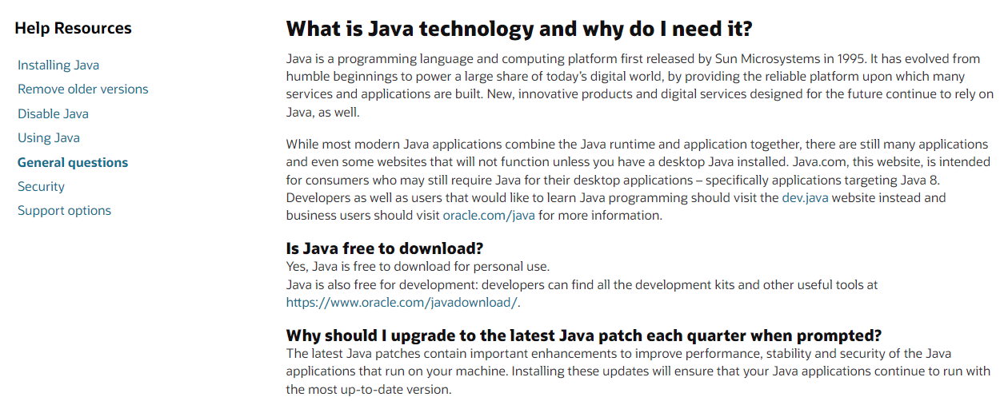 Help Resources
Installing Java
Remove older versions
Disable Java
Using Java
General questions
Security
Support options
What is Java technology and why do I need it?
Java is a programming language and computing platform first released by Sun Microsystems in 1995. It has evolved from
humble beginnings to power a large share of today’s digital world, by providing the reliable platform upon which many
services and applications are built. New, innovative products and digital services designed for the future continue to rely on
Java, as well.
While most modern Java applications combine the Java runtime and application together, there are still many applications
and even some websites that will not function unless you have a desktop Java installed. Java.com, this website, is intended
for consumers who may still require Java for their desktop applications – specifically applications targeting Java 8.
Developers as well as users that would like to learn Java programming should visit the dev.java website instead and
business users should visit oracle.com/java for more information.
Is Java free to download?
Yes, Java is free to download for personal use.
Java is also free for development: developers can find all the development kits and other useful tools at
https://www.oracle.com/javadownload/.
Why should I upgrade to the latest Java patch each quarter when prompted?
The latest Java patches contain important enhancements to improve performance, stability and security of the Java
applications that run on your machine. Installing these updates will ensure that your Java applications continue to run with
the most up-to-date version.